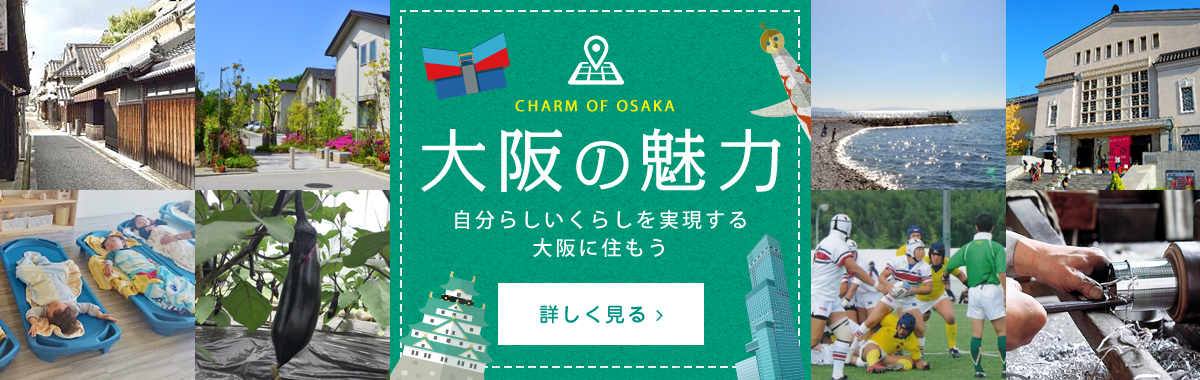 CHARM OF OSAKA
大阪の魅力
自分らしいくらしを実現する
大阪に住もう
詳しく見る